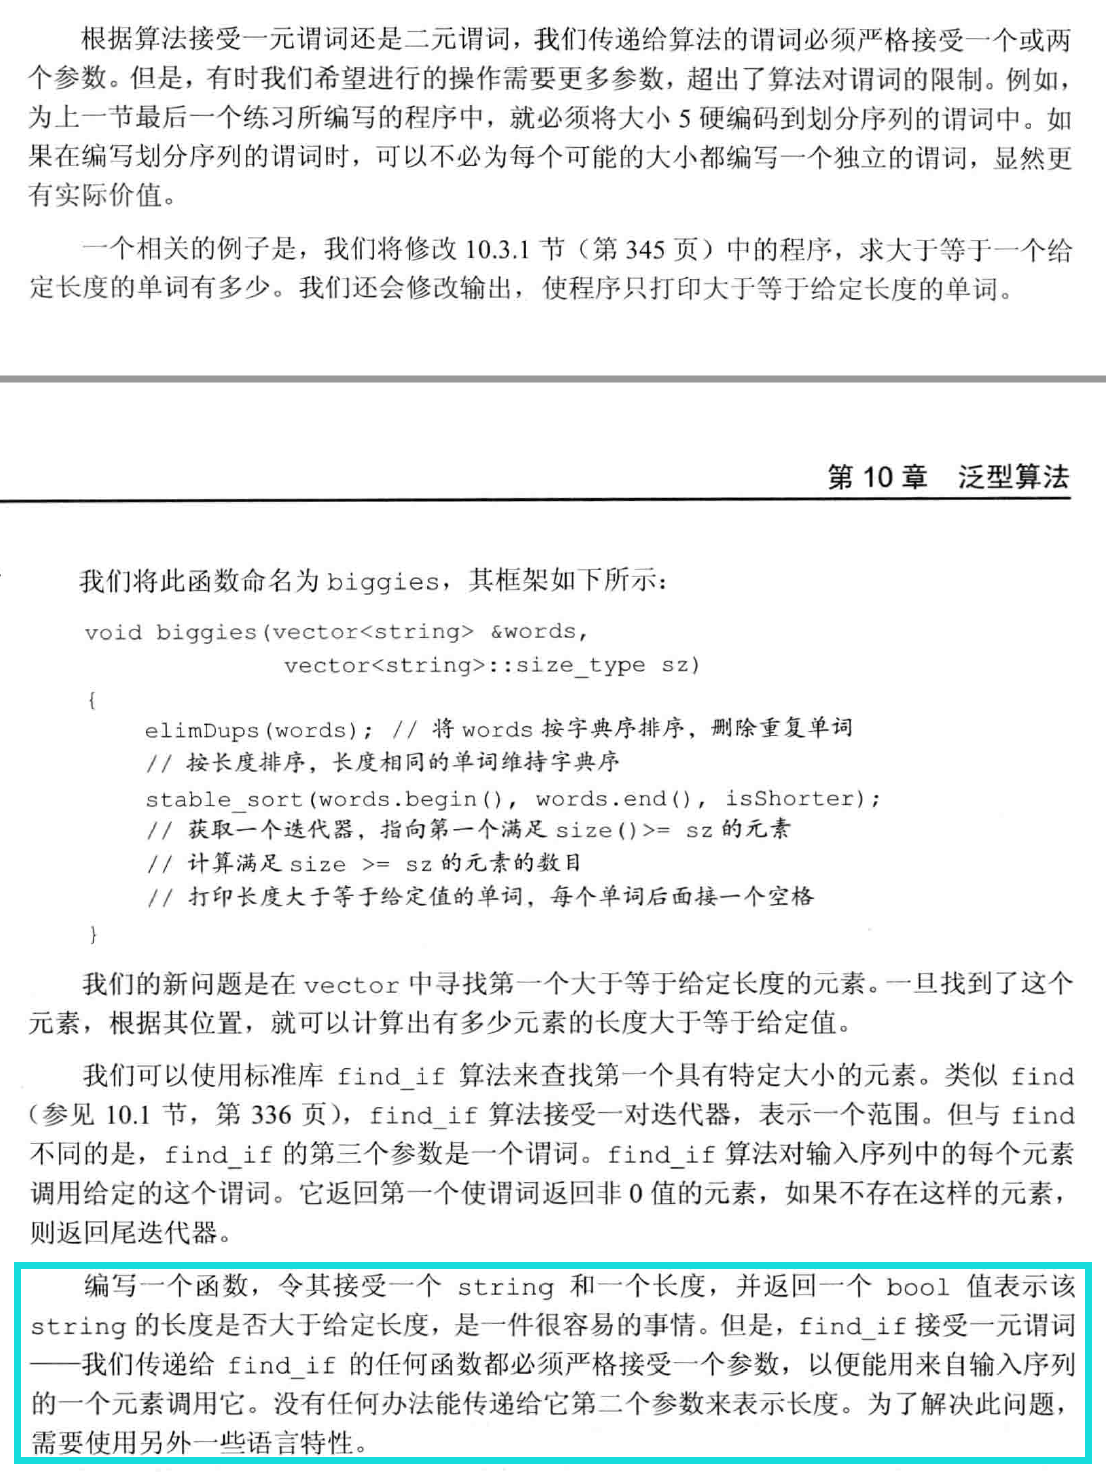 根据算法接受一元谓词还是二元谓词，我们传递给算法的谓词必须严格接受一个或两
个参数。但是，有时我们希望进行的操作需要更多参数，超出了算法对谓词的限制。例如，
为上一节最后一个练习所编写的程序中，就必须将大小 5 硬编码到划分序列的谓词中。如
果在编写划分序列的谓词时，可以不必为每个可能的大小都编写一个独立的谓词，显然更
有实际价值。
一个相关的例子是，我们将修改 10.3.1 节（第 345 页）中的程序，求大于等于一个给
定长度的单词有多少。我们还会修改输出，使程序只打印大于等于给定长度的单词。
第 10 章 泛型算法
我们将此函数命名为 biggies，其框架如下所示：
void biggies(vector<string> &words,
vector<string>::size_type sz)
{
elimDups(words); // 将 words 按字典序排序，删除重复单词
// 按长度排序，长度相同的单词维持字典序
stable_sort(words.begin(), words.end(), isShorter);
// 获取一个迭代器，指向第一个满足 size()>= sz 的元素
// 计算满足 size >= sz 的元素的数目
// 打印长度大于等于给定值的单词，每个单词后面接一个空格
}
我们的新问题是在 vector 中寻找第一个大于等于给定长度的元素。一旦找到了这个
元素，根据其位置，就可以计算出有多少元素的长度大于等于给定值。
我们可以使用标准库 find_if 算法来查找第一个具有特定大小的元素。类似 find
（参见 10.1 节，第 336 页），find_if 算法接受一对迭代器，表示一个范围。但与 find
不同的是，find_if 的第三个参数是一个谓词。find_if 算法对输入序列中的每个元素
调用给定的这个谓词。它返回第一个使谓词返回非 0 值的元素，如果不存在这样的元素，
则返回尾迭代器。
编写一个函数，令其接受一个 string 和一个长度，并返回一个 bool 值表示该
string 的长度是否大于给定长度，是一件很容易的事情。但是，find_if 接受一元谓词
——我们传递给 find_if 的任何函数都必须严格接受一个参数，以便能用来自输入序列
的一个元素调用它。没有任何办法能传递给它第二个参数来表示长度。为了解决此问题，
需要使用另外一些语言特性。